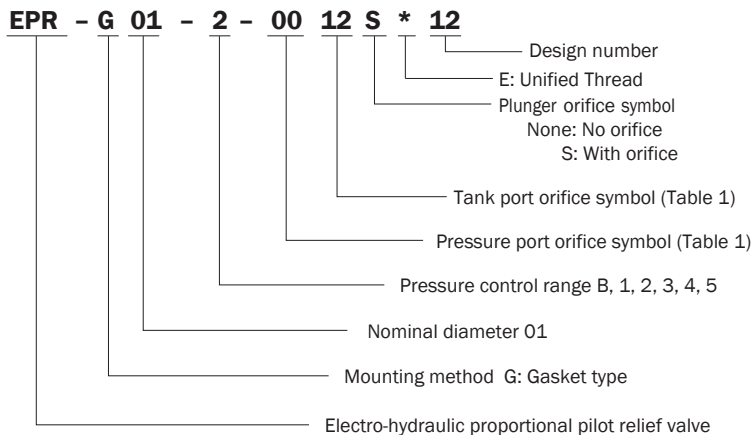 EPR – G 01 – 2 – 00 12 S * 12
Design number
E: Unified Thread
Plunger orifice symbol
None: No orifice
S: With orifice
Tank port orifice symbol (Table 1)
Pressure port orifice symbol (Table 1)
Pressure control range B, 1, 2, 3, 4, 5
Nominal diameter 01
Mounting method G: Gasket type
Electro-hydraulic proportional pilot relief valve